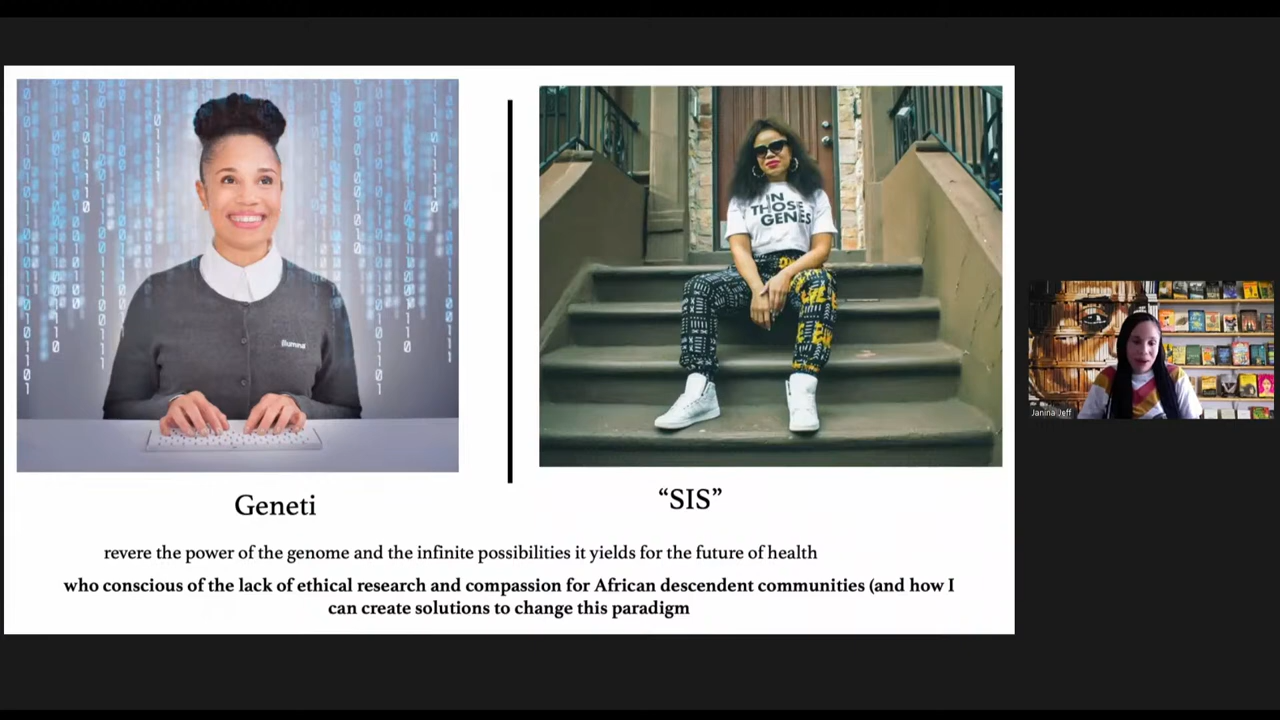 illumina
IN
THOSE
GENES
Geneti
“SIS”
revere the power of the genome and the infinite possibilities it yields for the future of health
who conscious of the lack of ethical research and compassion for African descendent communities (and how I
can create solutions to change this paradigm
Janina Jeff